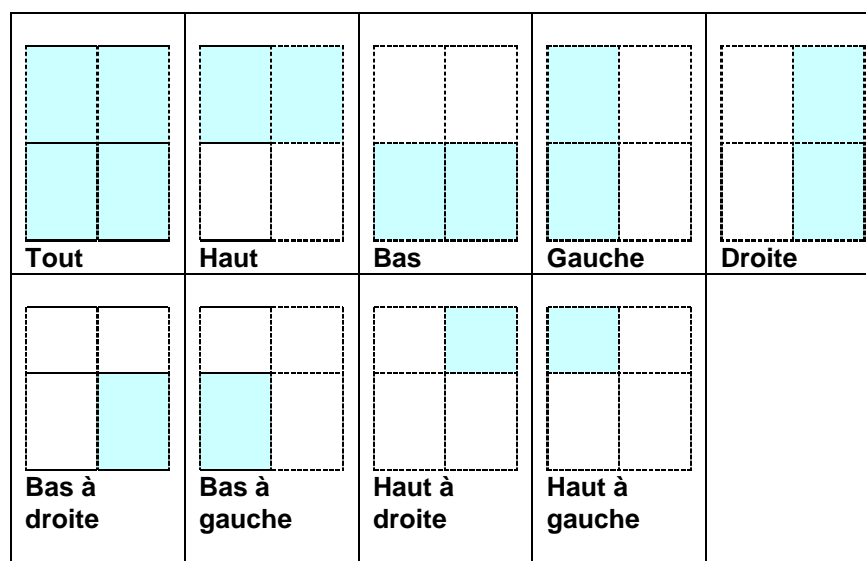 Tout
Haut
Bas
Gauche
Droite
Bas à
droite
Bas à
gauche
Haut à
droite
Haut à
gauche